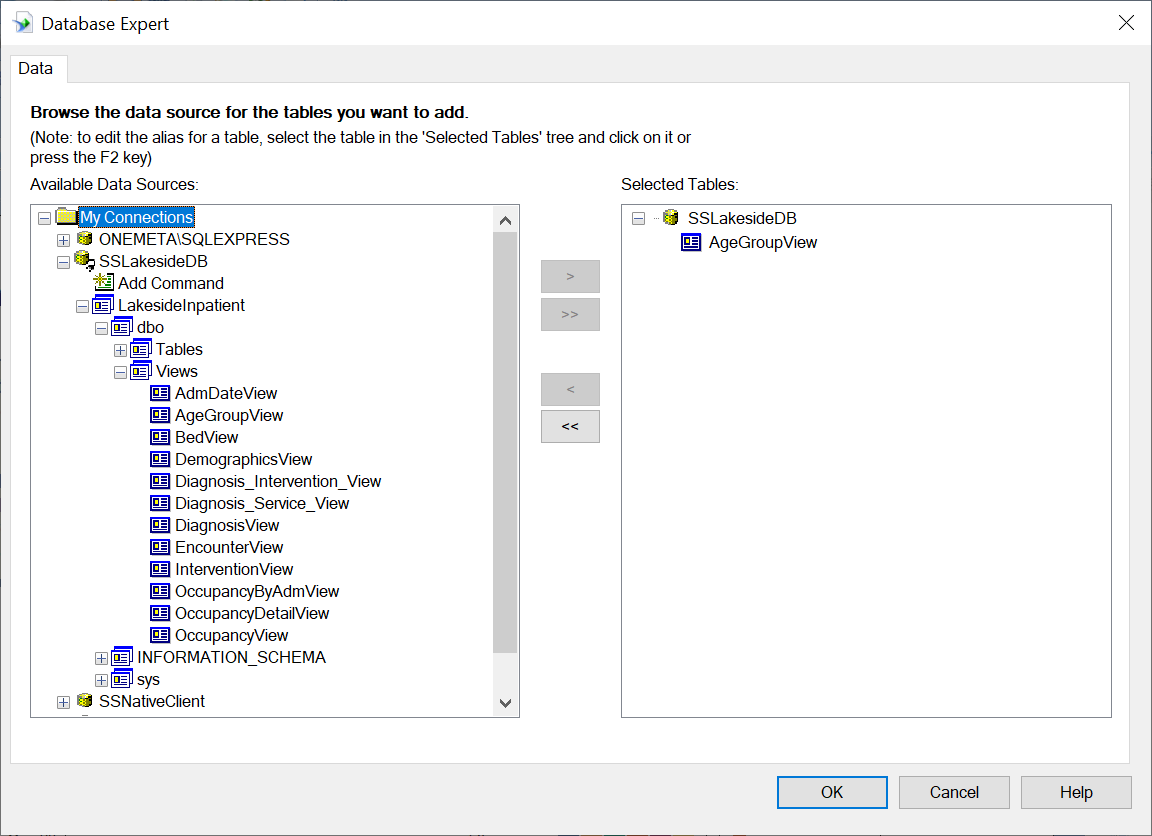 Database Expert
Data
Browse the data source for the tables you want to add.
(Note: to edit the alias for a table, select the table in the 'Selected Tables' tree and click on it or
press the F2 key)
Available Data Sources:
My Connections
ONEMETA\SQLEXPRESS
SSLakesideDB
Add Command
LakesideInpatient
dbo
Tables
Views
AdmDateView
AgeGroupView
BedView
DemographicsView
Diagnosis_Intervention_View
Diagnosis_Service_View
DiagnosisView
EncounterView
InterventionView
OccupancyByAdmView
OccupancyDetailView
OccupancyView
INFORMATION_SCHEMA
sys
SSNativeClient
>
>>
<
<<
Selected Tables:
SSLakesideDB
AgeGroupView
OK
Cancel
Help